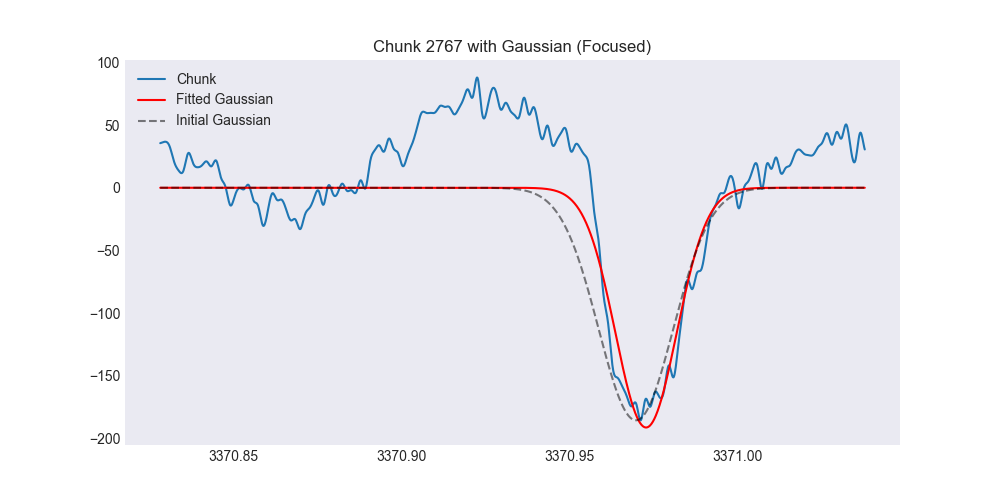 Chunk 2767 with Gaussian (Focused)
100
Chunk
Fitted Gaussian
Initial Gaussian
50
0
−50
−100
−150
−200
3370.85 3370.90 3370.95 3371.00